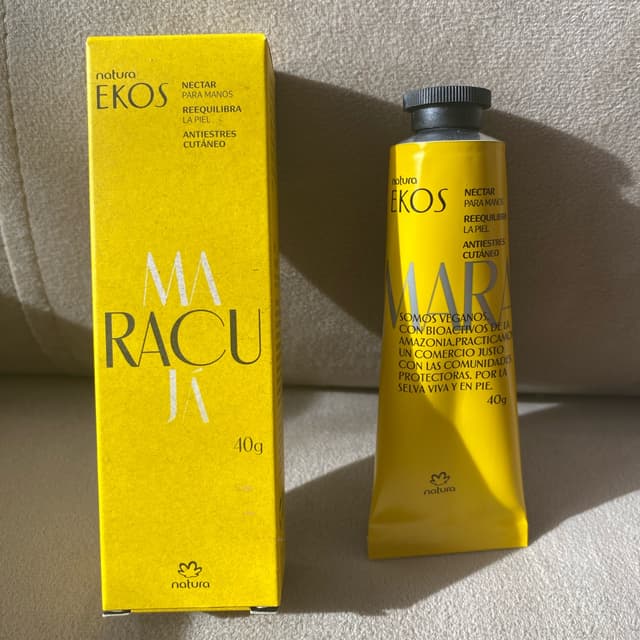 natura
EKOS
NECTAR
PARA MANOS
REEQUILIBRA
LA PIEL
ANTIESTRES
CUTÁNEO
MA
RACU
JÁ
40g
natura
natura
EKOS
NECTAR
PARA MANOS
REEQUILIBRA
LA PIEL
ANTIESTRES
CUTÁNEO
MARA
SOMOS VEGANOS,
CON BIOACTIVOS DE LA
AMAZONIA, PRACTICAMOS
UN COMERCIO JUSTO
CON LAS COMUNIDADES
PROTECTORAS, POR LA
SELVA VIVA Y EN PIE.
40g
natura